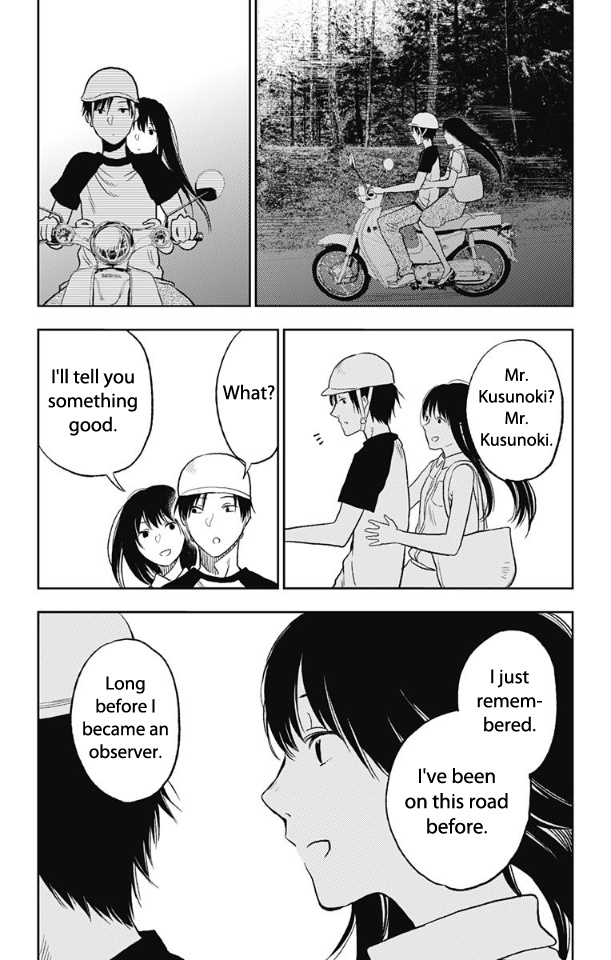 Mr.
Kusunoki?
Mr.
Kusunoki.
What?
I'll tell you
something
good.
I just
remem-
bered.
I've been
on this road
before.
Long
before I
became an
observer.